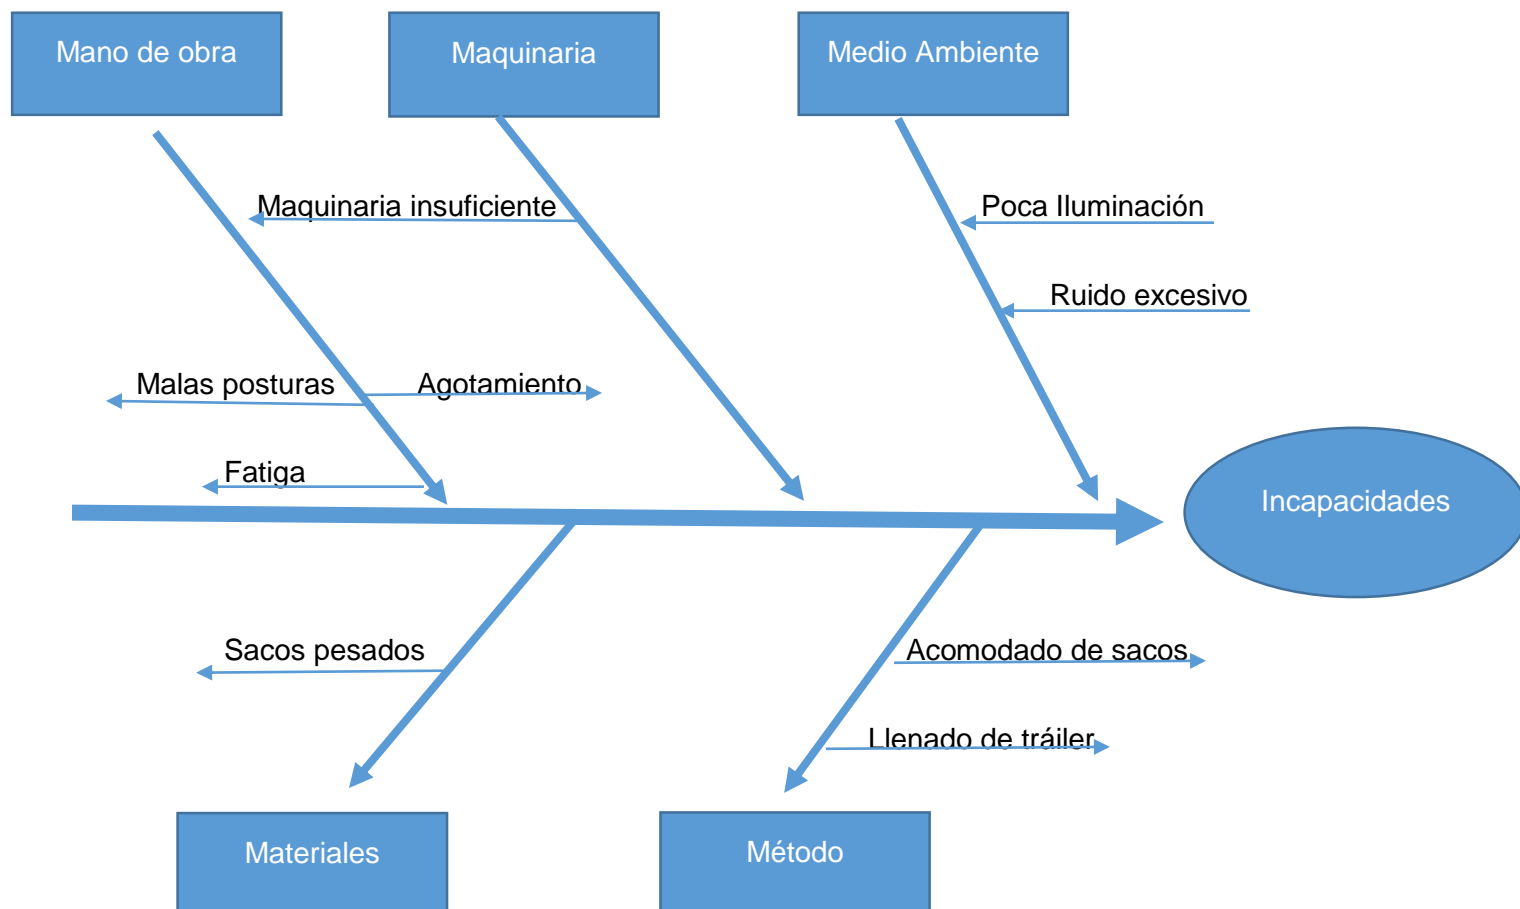 Mano de obra
Maquinaria
Medio Ambiente
Maquinaria insuficiente
Poca Iluminación
Ruido excesivo
Malas posturas
Agotamiento
Fatiga
Incapacidades
Sacos pesados
Acomodado de sacos
Llenado de tráiler
Materiales
Método